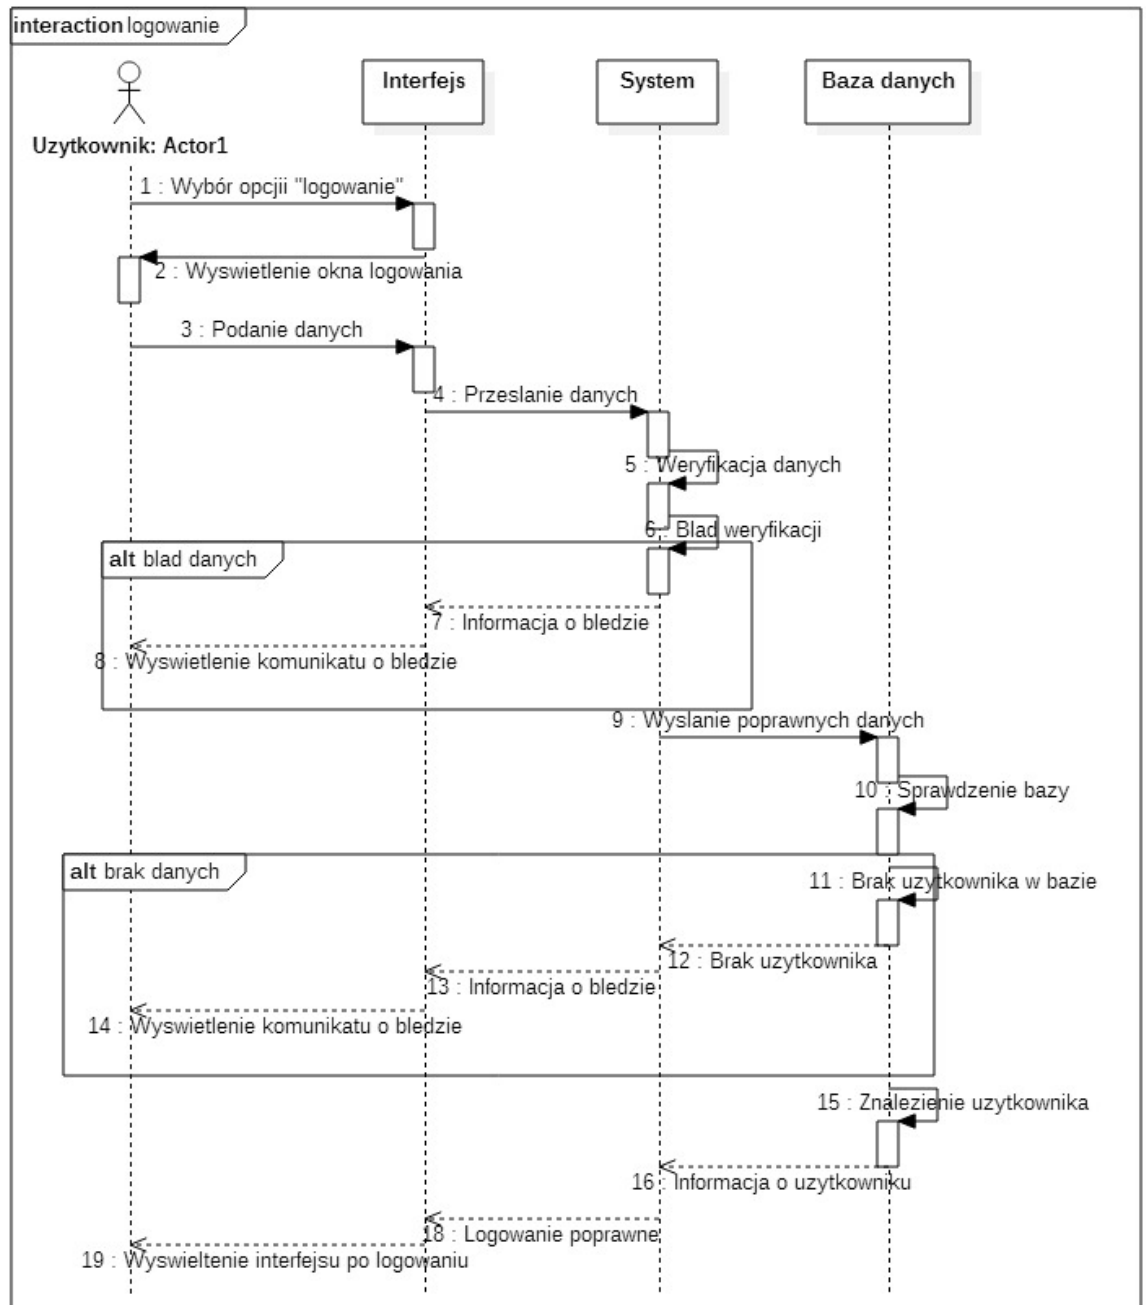 interaction logowanie
Interfejs
System
Baza danych
Uzytkownik: Actor1
1 : Wybór opcjii "logowanie"
2 : Wyswietlenie okna logowania
3 : Podanie danych
4 : Przeslanie danych
5 : Weryfikacja danych
6 : Blad weryfikacji
alt blad danych
7 : Informacja o bledzie
8 : Wyswietlenie komunikatu o bledzie
9 : Wyslanie poprawnych danych
10 : Sprawdzenie bazy
alt brak danych
11 : Brak uzytkownika w bazie
12 : Brak uzytkownika
13 : Informacja o bledzie
14 : Wyswietlenie komunikatu o bledzie
15 : Znalezienie uzytkownika
16 : Informacja o uzytkowniku
18 : Logowanie poprawne
19 : Wyswieltenie interfejsu po logowaniu